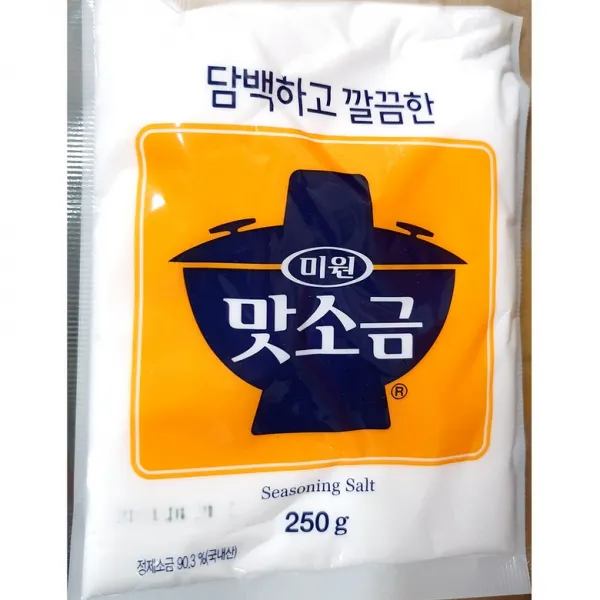 담백하고 깔끔한
미원
맛소금
®
Seasoning Salt
250 g
정제소금 90.3 %(국내산)